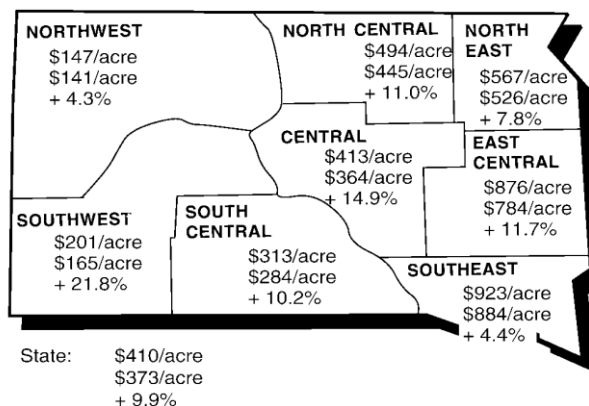 NORTHWEST
$147/acre
$141/acre
+ 4.3%
NORTH CENTRAL
$494/acre
$445/acre
+ 11.0%
NORTH
EAST
$567/acre
$526/acre
+ 7.8%
CENTRAL
$413/acre
$364/acre
+ 14.9%
EAST
CENTRAL
$876/acre
$784/acre
+ 11.7%
SOUTHWEST
$201/acre
$165/acre
+ 21.8%
SOUTH
CENTRAL
$313/acre
$284/acre
+ 10.2%
SOUTHEAST
$923/acre
$884/acre
+ 4.4%
State: $410/acre
$373/acre
+ 9.9%